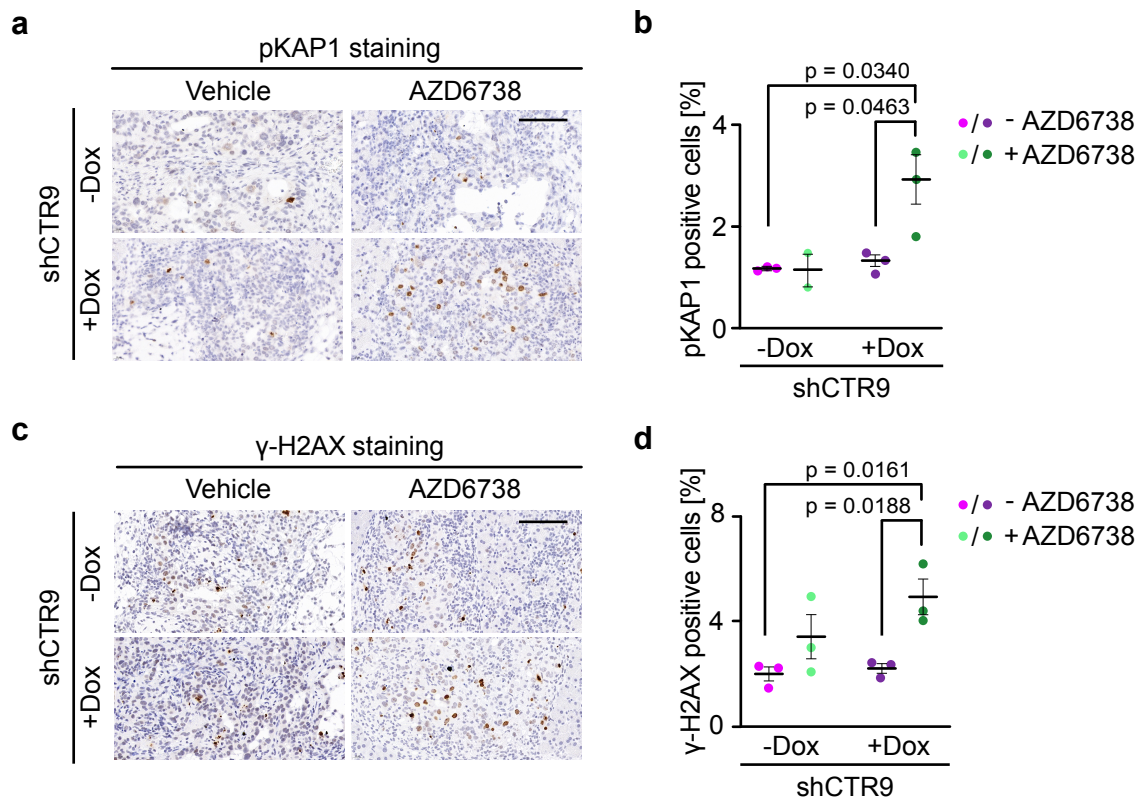 a
pKAP1 staining
Vehicle AZD6738
shCTR9
-Dox
+Dox
b
p = 0.0340
p = 0.0463
pKAP1 positive cells [%]
4
2
0
/ - AZD6738
/ + AZD6738
-Dox +Dox
shCTR9
c
γ-H2AX staining
Vehicle AZD6738
shCTR9
-Dox
+Dox
d
p = 0.0161
p = 0.0188
γ-H2AX positive cells [%]
8
4
0
/ - AZD6738
/ + AZD6738
-Dox +Dox
shCTR9